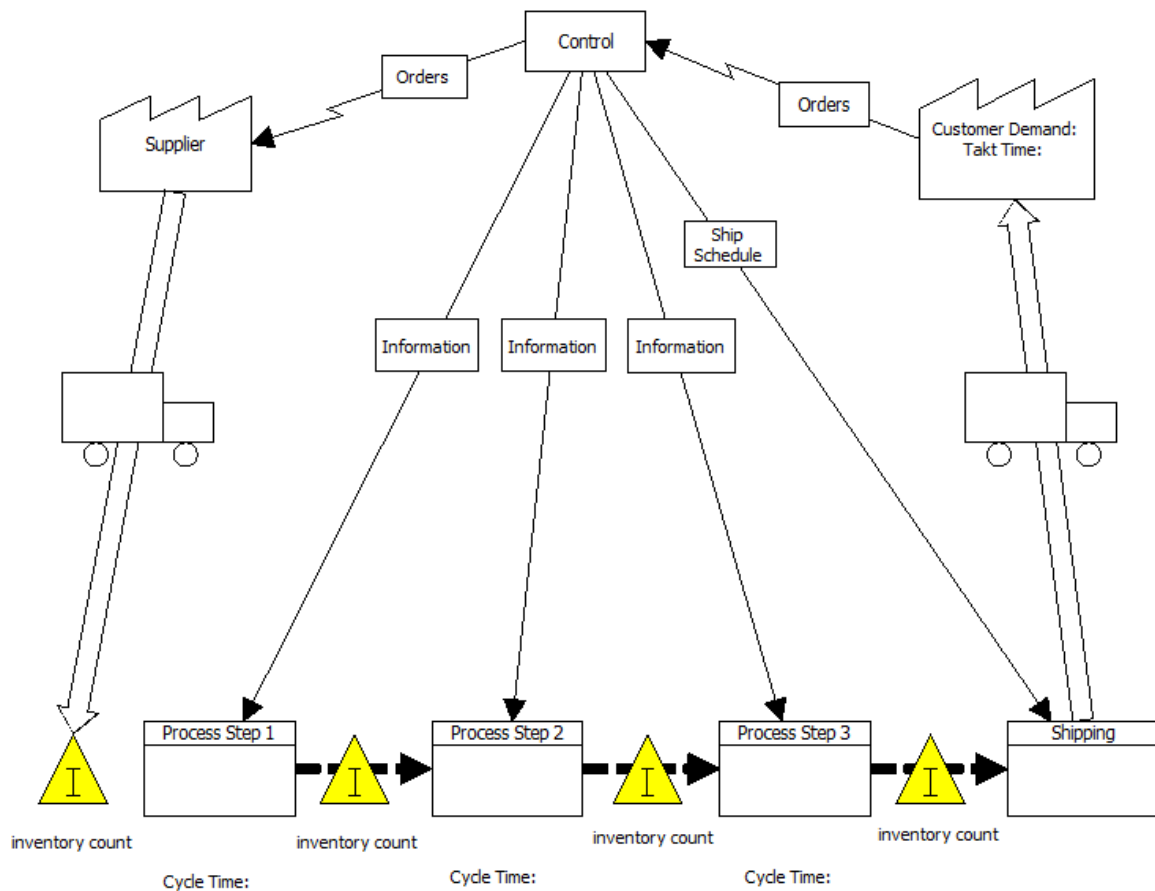 Control
Orders
Orders
Supplier
Customer Demand:
Takt Time:
Ship
Schedule
Information
Information
Information
Process Step 1
Process Step 2
Process Step 3
Shipping
I
I
I
I
inventory count
inventory count
inventory count
inventory count
Cycle Time:
Cycle Time:
Cycle Time: